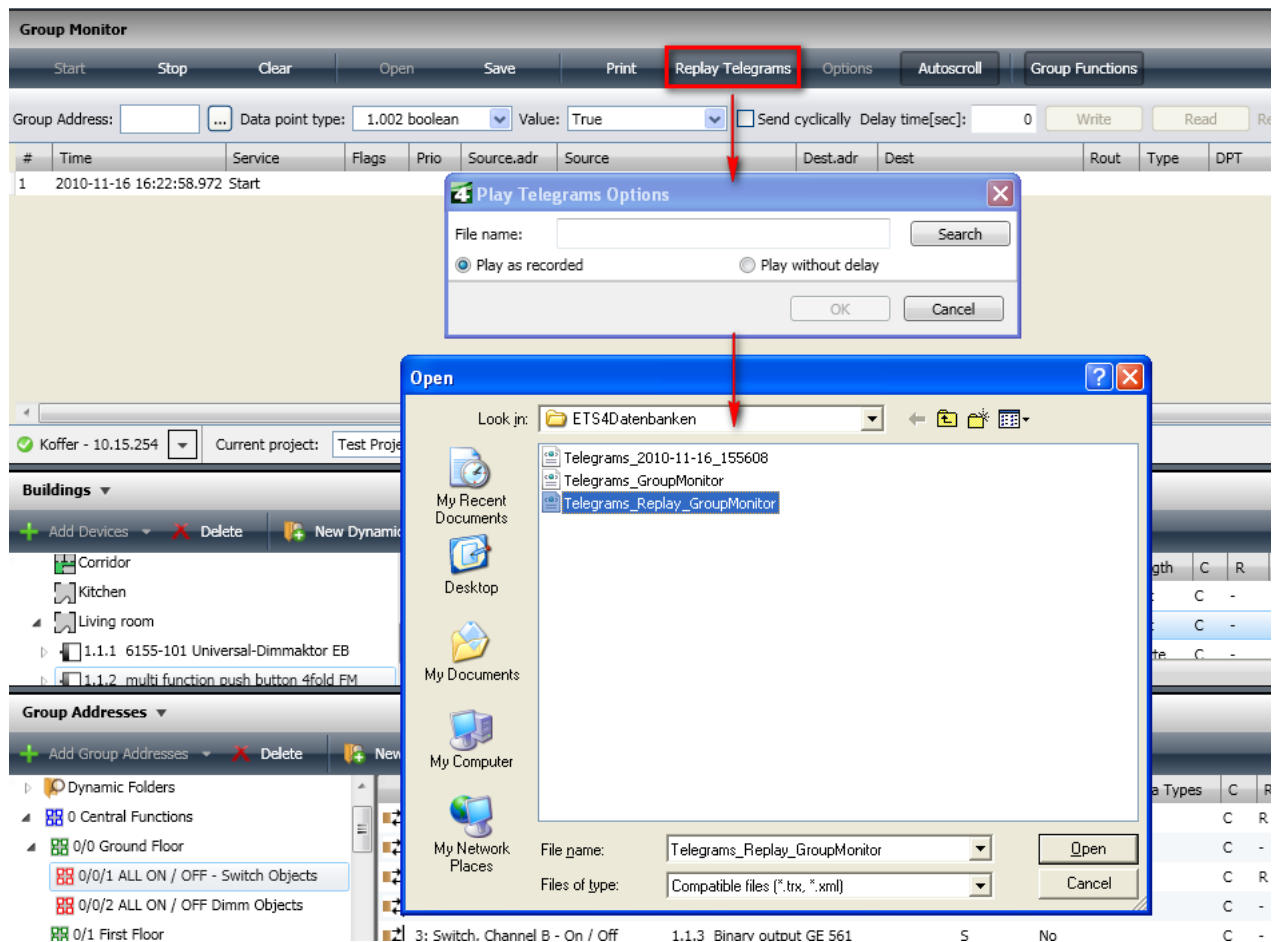 Group Monitor
Start Stop Clear Open Save Print Replay Telegrams Options Autoscroll Group Functions
Group Address: ... Data point type: 1.002 boolean Value: True Send cyclically Delay time[sec]: 0 Write Read
# Time Service Flags Prio Source.adr Source Dest.adr Dest Rout Type DPT
1 2010-11-16 16:22:58.972 Start
4 Play Telegrams Options
File name: Search
Play as recorded Play without delay
OK Cancel
Open
Look in: ETS4Datenbanken
Telegrams_2010-11-16_155608
Telegrams_GroupMonitor
Telegrams_Replay_GroupMonitor
My Recent Documents
Desktop
My Documents
My Computer
My Network Places
File name: Telegrams_Replay_GroupMonitor Open
Files of type: Compatible files (*.trx, *.xml) Cancel
Koffer - 10.15.254 Current project: Test Proje
Buildings
Add Devices Delete New Dynamic
gth C R
Corridor
Kitchen C -
Living room C -
1.1.1 6155-101 Universal-Dimmaktor EB te C -
1.1.2 multi function push button 4fold FM
Group Addresses
Add Group Addresses Delete New
Dynamic Folders a Types C R
0 Central Functions C R
0/0 Ground Floor C -
0/0/1 ALL ON / OFF - Switch Objects C R
0/0/2 ALL ON / OFF Dimm Objects C -
0/1 First Floor 3: Switch, Channel B - On / Off 1.1.3 Binary output GE 561 S No C -